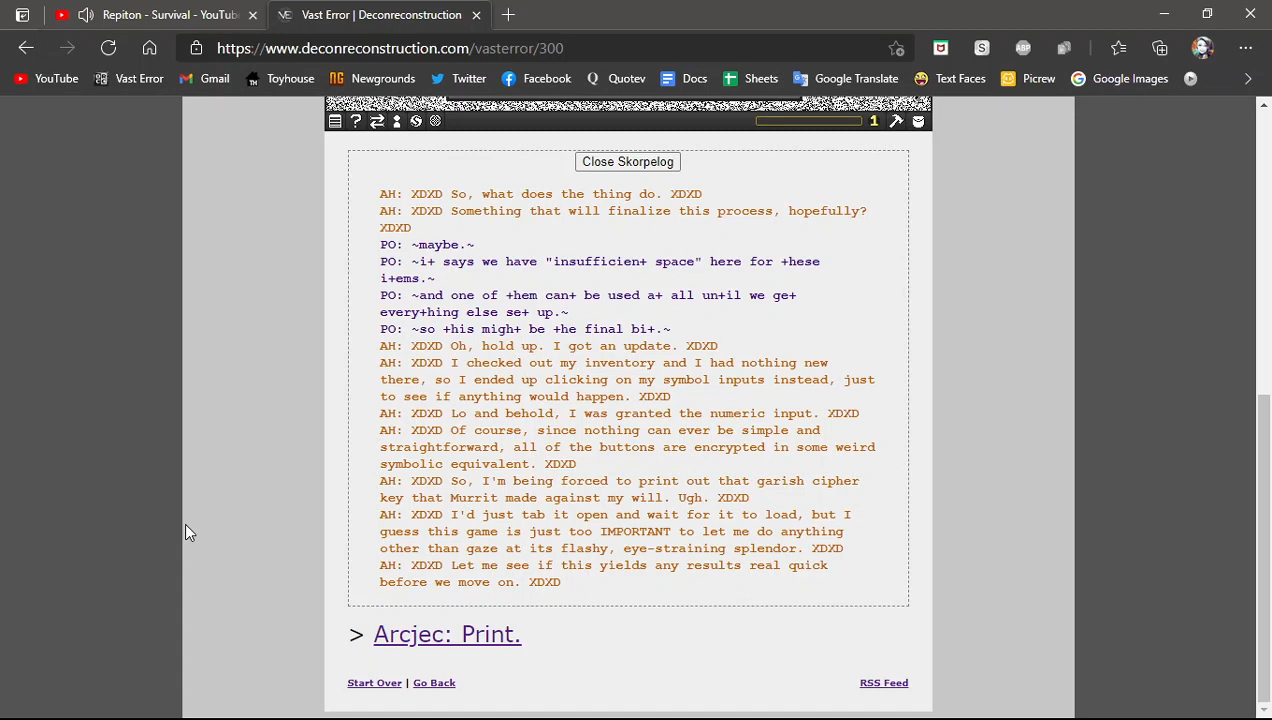 Repiton - Survival - YouTub
Vast Error | Deconreconstruction
https://www.deconreconstruction.com/vasterror/300
YouTube
Vast Error
Gmail
Toyhouse
Newgrounds
Twitter
Facebook
Quotev
Docs
Sheets
Google Translate
Text Faces
Picrew
Google Images
1
Close Skorpelog
AH: XDXD So, what does the thing do. XDXD
AH: XDXD Something that will finalize this process, hopefully?
XDXD
PO: ~maybe.~
PO: ~i+ says we have "insufficien+ space" here for +hese
i+ems.~
PO: ~and one of +hem can+ be used a+ all un+il we ge+
every+hing else se+ up.~
PO: ~so +his migh+ be +he final bi+.~
AH: XDXD Oh, hold up. I got an update. XDXD
AH: XDXD I checked out my inventory and I had nothing new
there, so I ended up clicking on my symbol inputs instead, just
to see if anything would happen. XDXD
AH: XDXD Lo and behold, I was granted the numeric input. XDXD
AH: XDXD Of course, since nothing can ever be simple and
straightforward, all of the buttons are encrypted in some weird
symbolic equivalent. XDXD
AH: XDXD So, I'm being forced to print out that garish cipher
key that Murrit made against my will. Ugh. XDXD
AH: XDXD I'd just tab it open and wait for it to load, but I
guess this game is just too IMPORTANT to let me do anything
other than gaze at its flashy, eye-straining splendor. XDXD
AH: XDXD Let me see if this yields any results real quick
before we move on. XDXD
> Arcjec: Print.
Start Over | Go Back
RSS Feed